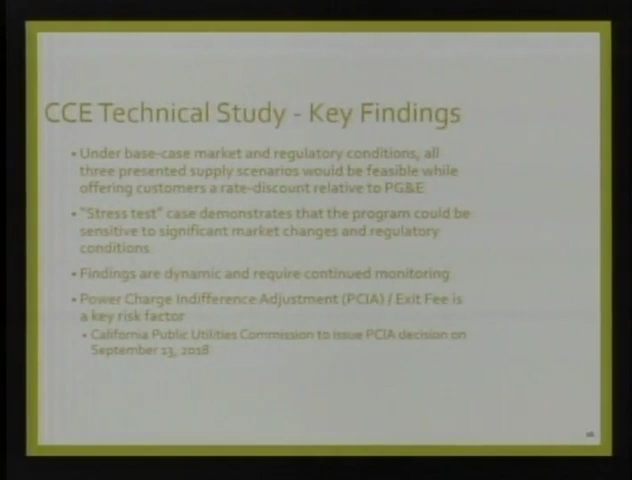 CCE Technical Study - Key Findings
▪ Under base-case market and regulatory conditions, all
three presented supply scenarios would be feasible while
offering customers a rate-discount relative to PG&E
▪ "Stress test" case demonstrates that the program could be
sensitive to significant market changes and regulatory
conditions
▪ Findings are dynamic and require continued monitoring
▪ Power Charge Indifference Adjustment (PCIA) / Exit Fee is
a key risk factor
▪ California Public Utilities Commission to issue PCIA decision on
September 13, 2018